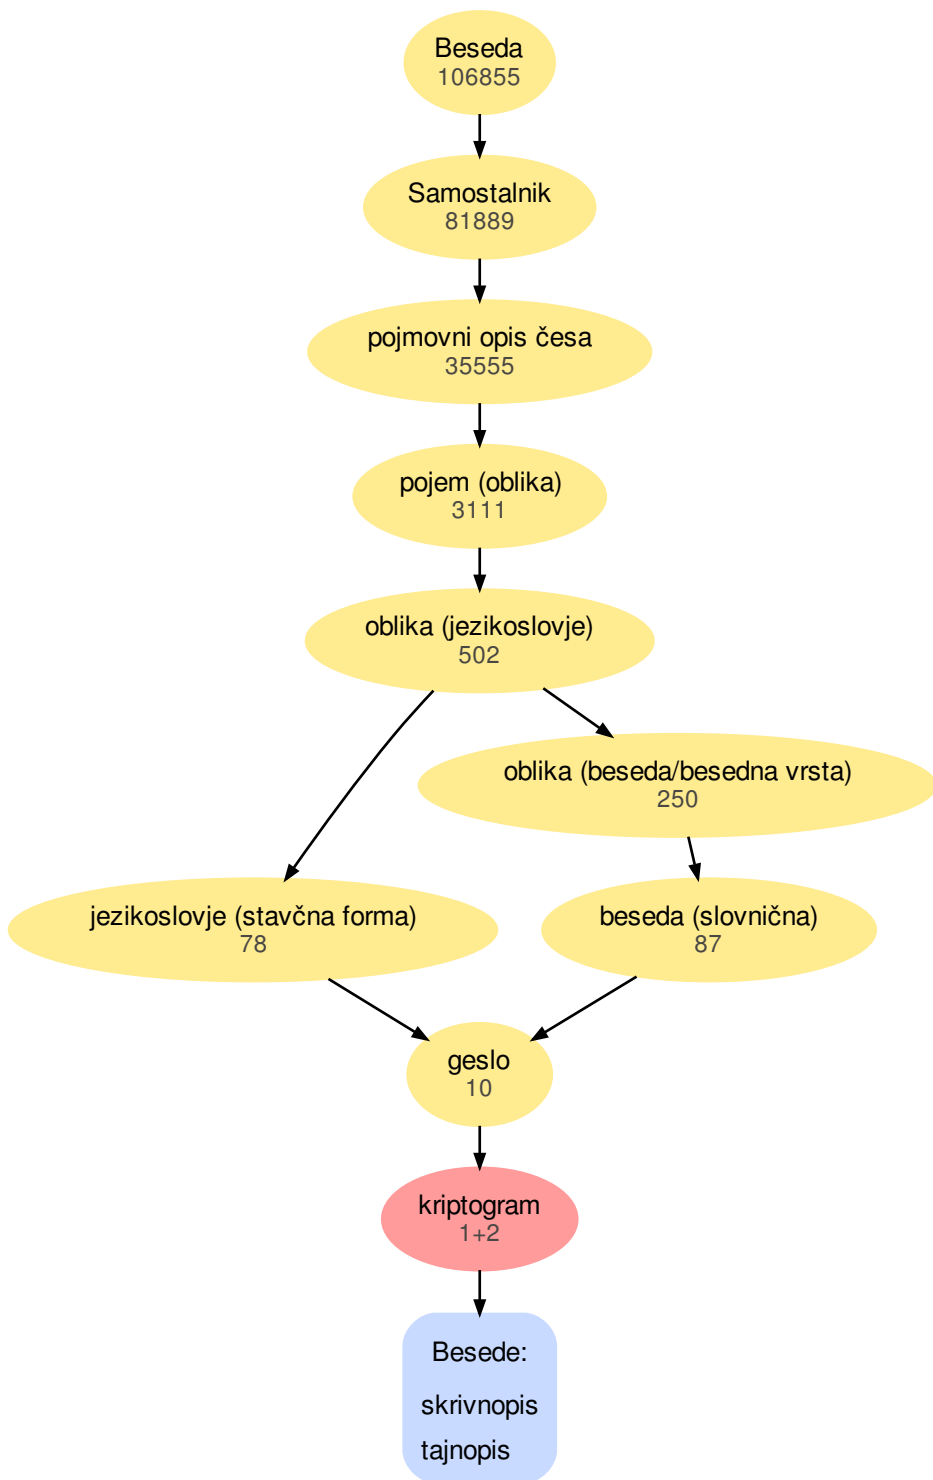 Beseda
106855
Samostalnik
81889
pojmovni opis česa
35555
pojem (oblika)
3111
oblika (jezikoslovje)
502
oblika (beseda/besedna vrsta)
250
jezikoslovje (stavčna forma)
78
beseda (slovnična)
87
geslo
10
kriptogram
1+2
Besede:
skrivnopis
tajnopis